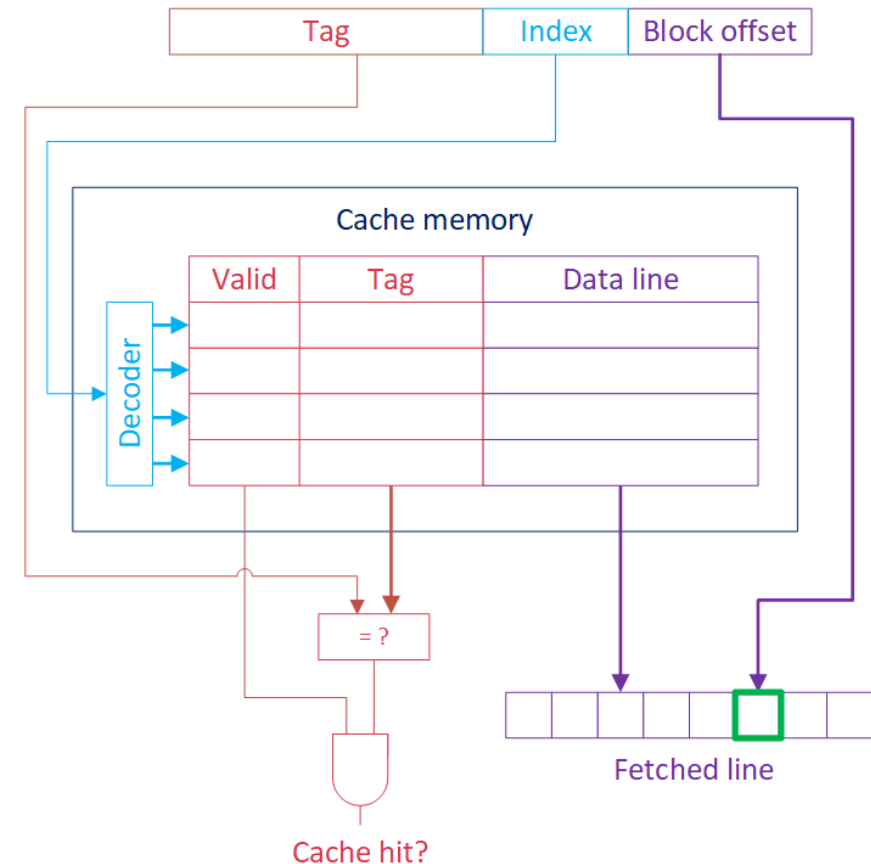 Tag Index Block offset
Cache memory
Valid Tag Data line
Decoder
= ?
Fetched line
Cache hit?